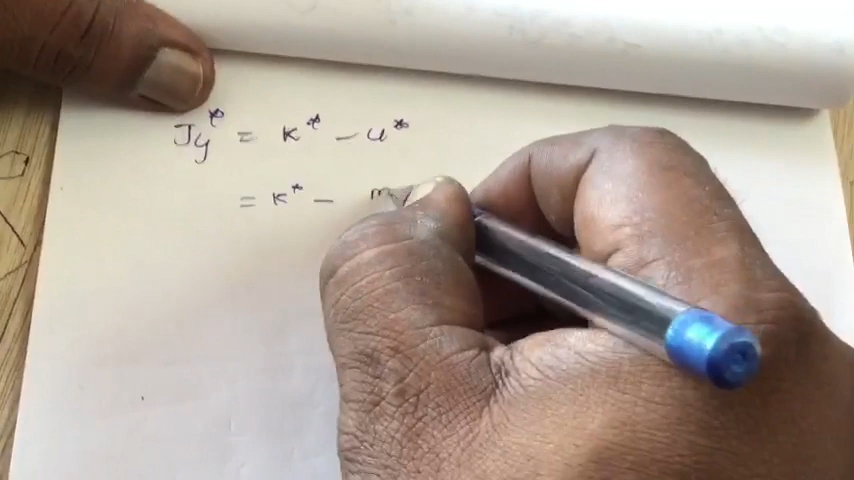 Jy* = K* - u*
= K* -